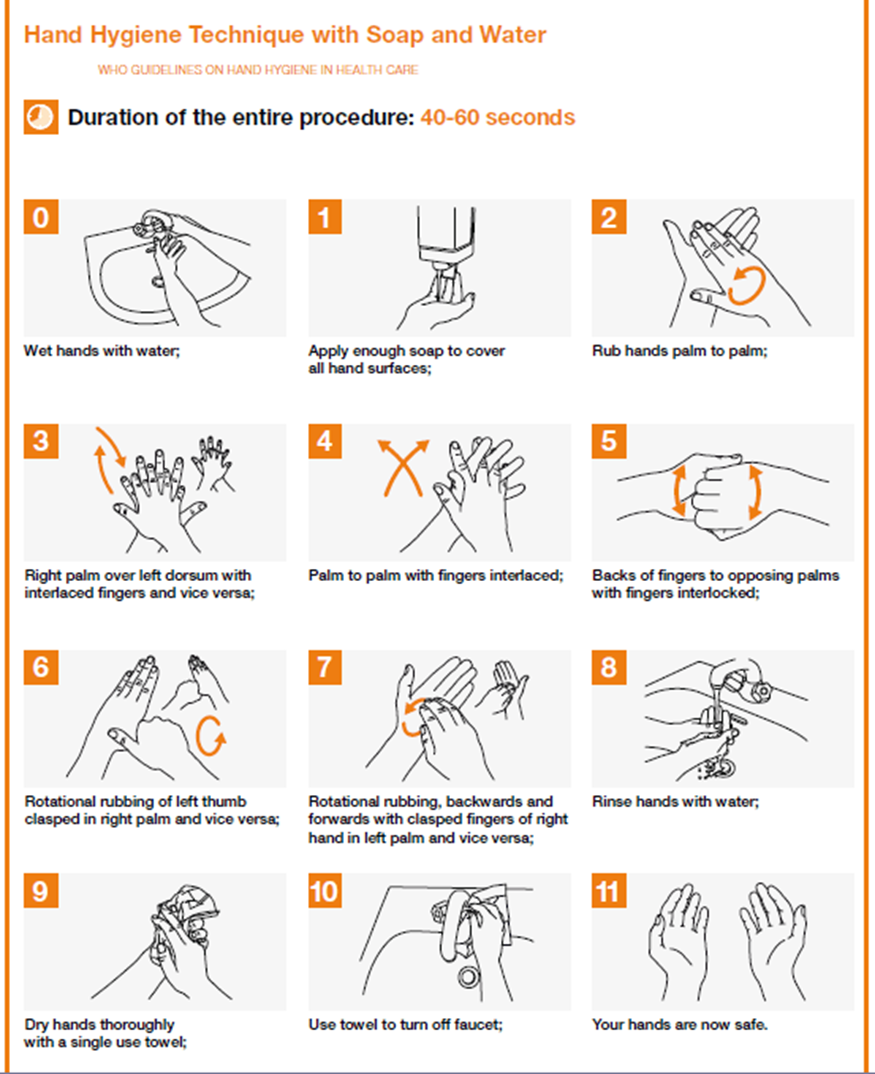 Hand Hygiene Technique with Soap and Water
WHO GUIDELINES ON HAND HYGIENE IN HEALTH CARE
Duration of the entire procedure: 40-60 seconds
0
Wet hands with water;
1
Apply enough soap to cover
all hand surfaces;
2
Rub hands palm to palm;
3
Right palm over left dorsum with
interlaced fingers and vice versa;
4
Palm to palm with fingers interlaced;
5
Backs of fingers to opposing palms
with fingers interlocked;
6
Rotational rubbing of left thumb
clasped in right palm and vice versa;
7
Rotational rubbing, backwards and
forwards with clasped fingers of right
hand in left palm and vice versa;
8
Rinse hands with water;
9
Dry hands thoroughly
with a single use towel;
10
Use towel to turn off faucet;
11
Your hands are now safe.